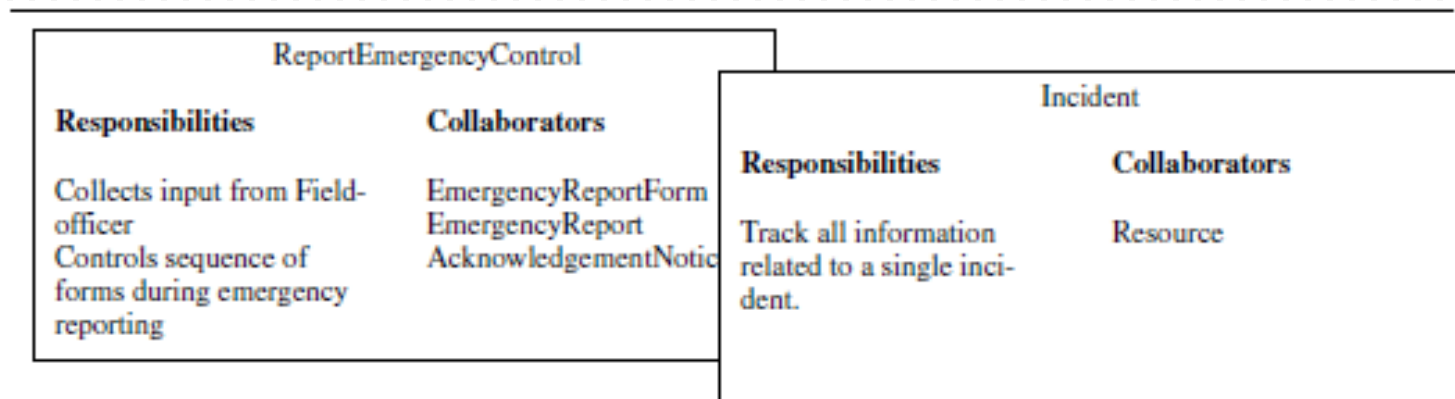 ReportEmergencyControl
Responsibilities Collaborators
Collects input from Field-
officer
Controls sequence of
forms during emergency
reporting
EmergencyReportForm
EmergencyReport
AcknowledgementNotic
Incident
Responsibilities Collaborators
Track all information
related to a single inci-
dent.
Resource